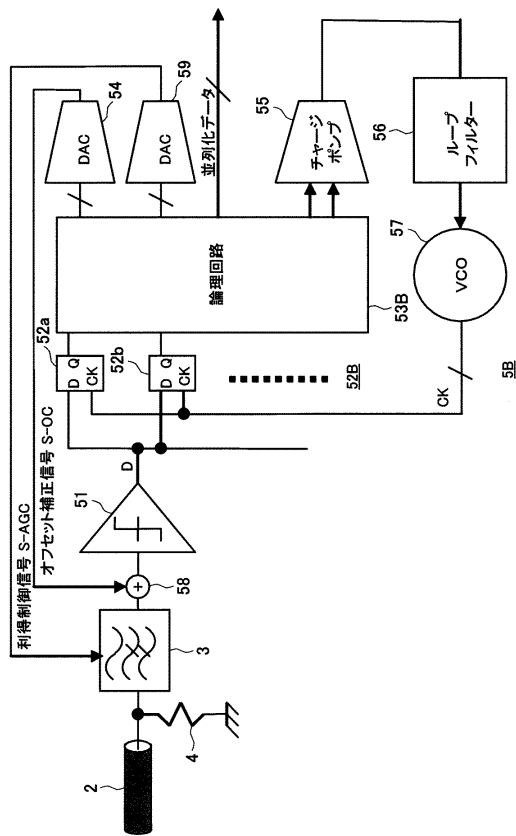 利得制御信号 S-AGC
オフセット補正信号 S-OC
2
4
3
58
51
D
52a
D Q
CK
52b
D Q
CK
52B
論理回路
53B
DAC
54
DAC
59
並列化データ
チャージ
ポンプ
55
ループ
フィルター
56
VCO
57
CK
5B